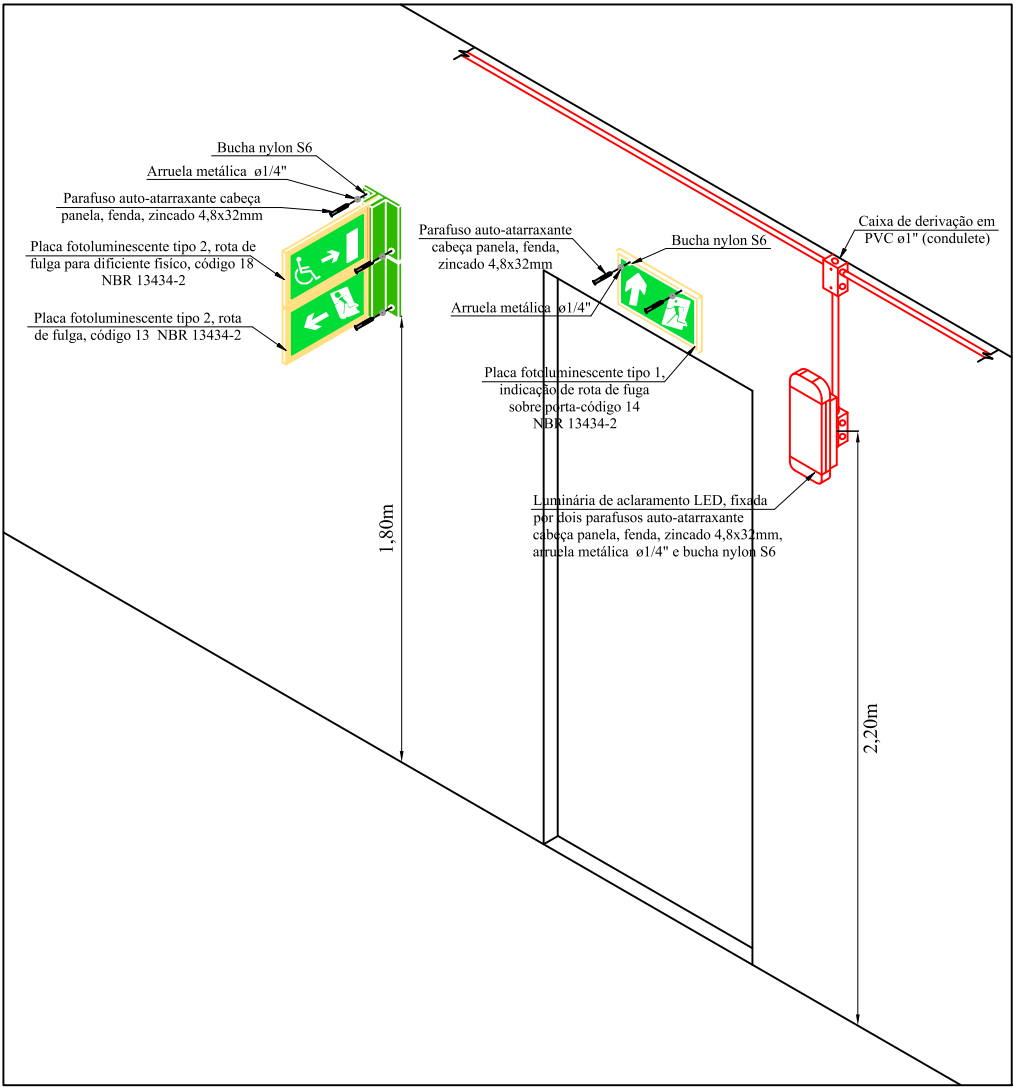 Bucha nylon S6
Arruela metálica ø1/4"
Parafuso auto-atarraxante cabeça
panela, fenda, zincado 4,8x32mm
Placa fotoluminescente tipo 2, rota de
fulga para dificiente fisíco, código 18
NBR 13434-2
Placa fotoluminescente tipo 2, rota
de fulga, código 13 NBR 13434-2
Parafuso auto-atarraxante
cabeça panela, fenda,
zincado 4,8x32mm
Bucha nylon S6
Arruela metálica ø1/4"
Placa fotoluminescente tipo 1,
indicação de rota de fuga
sobre porta-código 14
NBR 13434-2
Caixa de derivação em
PVC ø1" (condulete)
Luminária de aclaramento LED, fixada
por dois parafusos auto-atarraxante
cabeça panela, fenda, zincado 4,8x32mm,
arruela metálica ø1/4" e bucha nylon S6
1,80m
2,20m